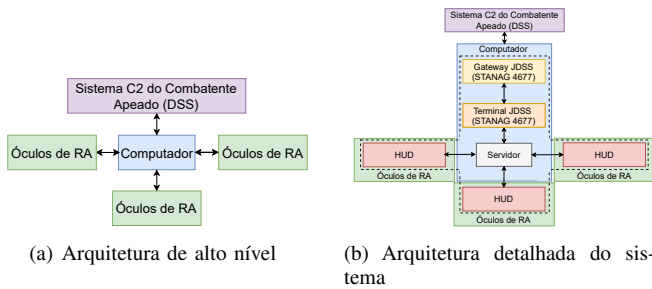 Sistema C2 do Combatente
Apeado (DSS)
Óculos de RA
Computador
Óculos de RA
Óculos de RA
(a) Arquitetura de alto nível
Sistema C2 do Combatente
Apeado (DSS)
Computador
Gateway JDSS
(STANAG 4677)
Terminal JDSS
(STANAG 4677)
HUD
Servidor
HUD
Óculos de RA
Óculos de RA
HUD
Óculos de RA
(b) Arquitetura detalhada do sis-
tema